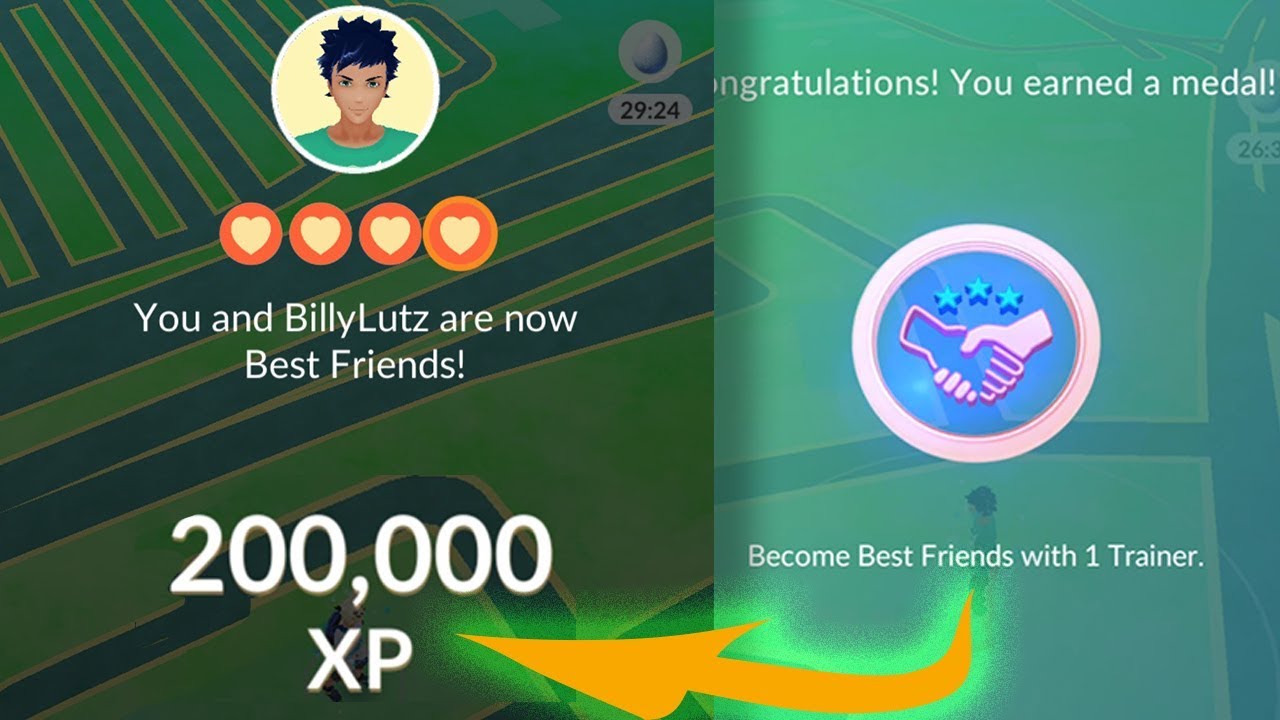 29:24
You and BillyLutz are now
Best Friends!
200,000
XP
ongratulations! You earned a medal!
26:3
Become Best Friends with 1 Trainer.